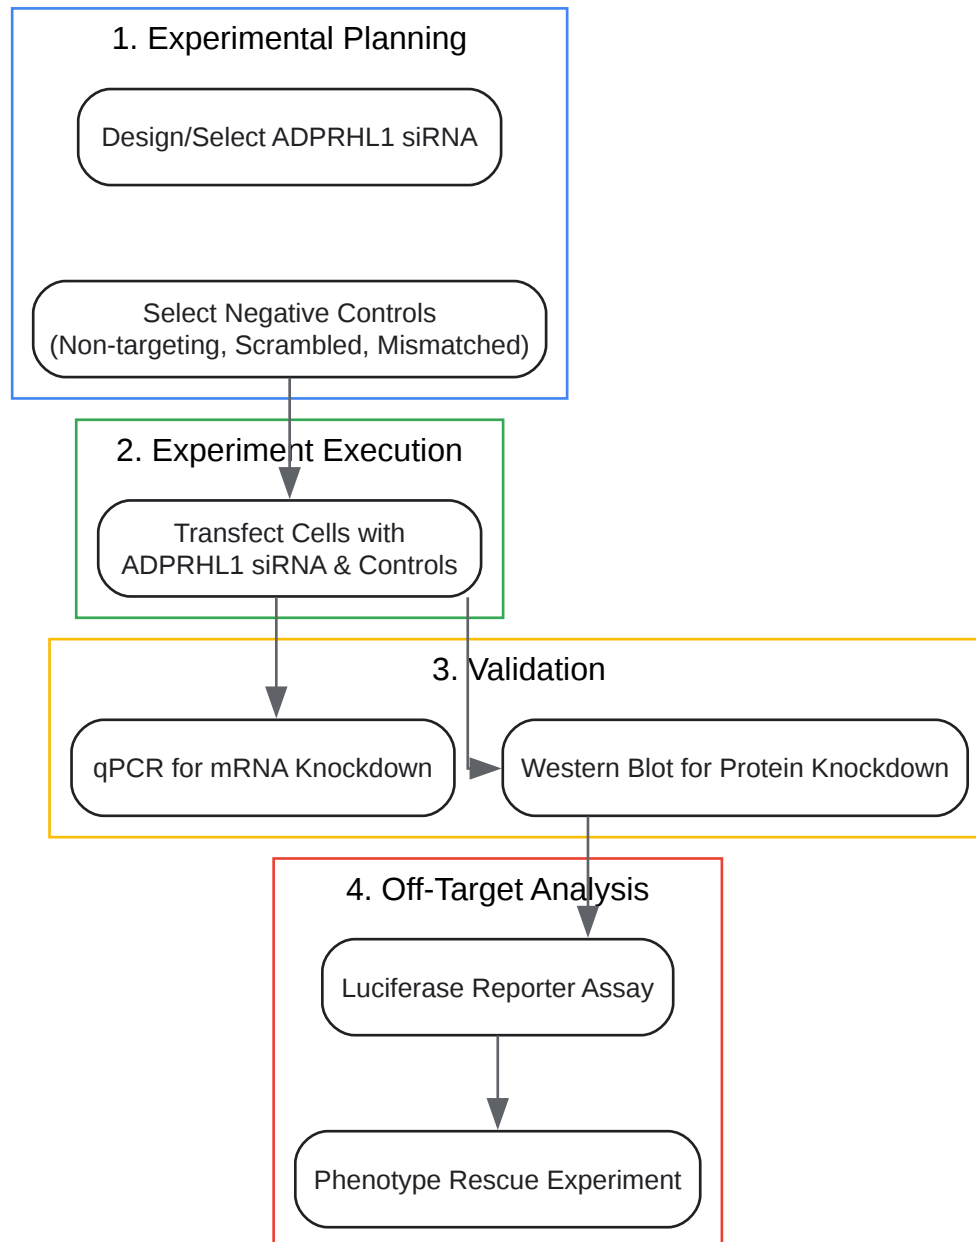 1. Experimental Planning
Design/Select ADPRHL1 siRNA
Select Negative Controls
(Non-targeting, Scrambled, Mismatched)
2. Experiment Execution
Transfect Cells with
ADPRHL1 siRNA & Controls
3. Validation
qPCR for mRNA Knockdown
Western Blot for Protein Knockdown
4. Off-Target Analysis
Luciferase Reporter Assay
Phenotype Rescue Experiment